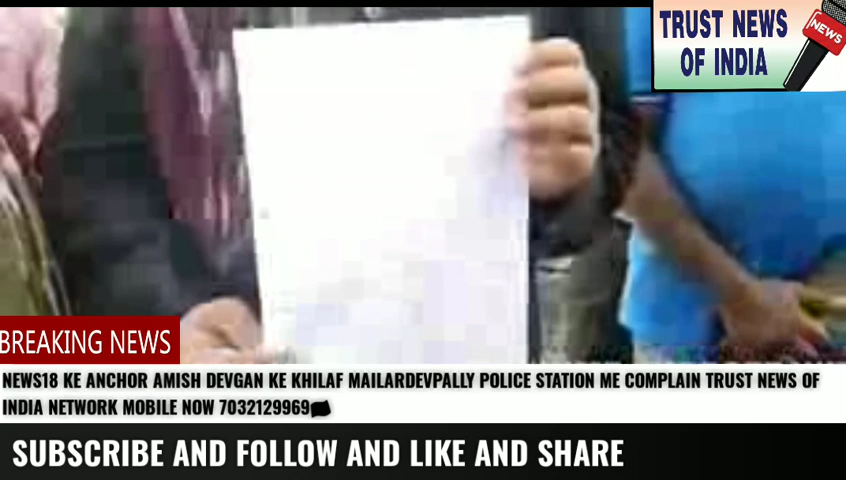 TRUST NEWS
OF INDIA
NEWS
BREAKING NEWS
NEWS18 KE ANCHOR AMISH DEVGAN KE KHILAF MAILARDEVPALLY POLICE STATION ME COMPLAIN TRUST NEWS OF
INDIA NETWORK MOBILE NOW 7032129969
SUBSCRIBE AND FOLLOW AND LIKE AND SHARE